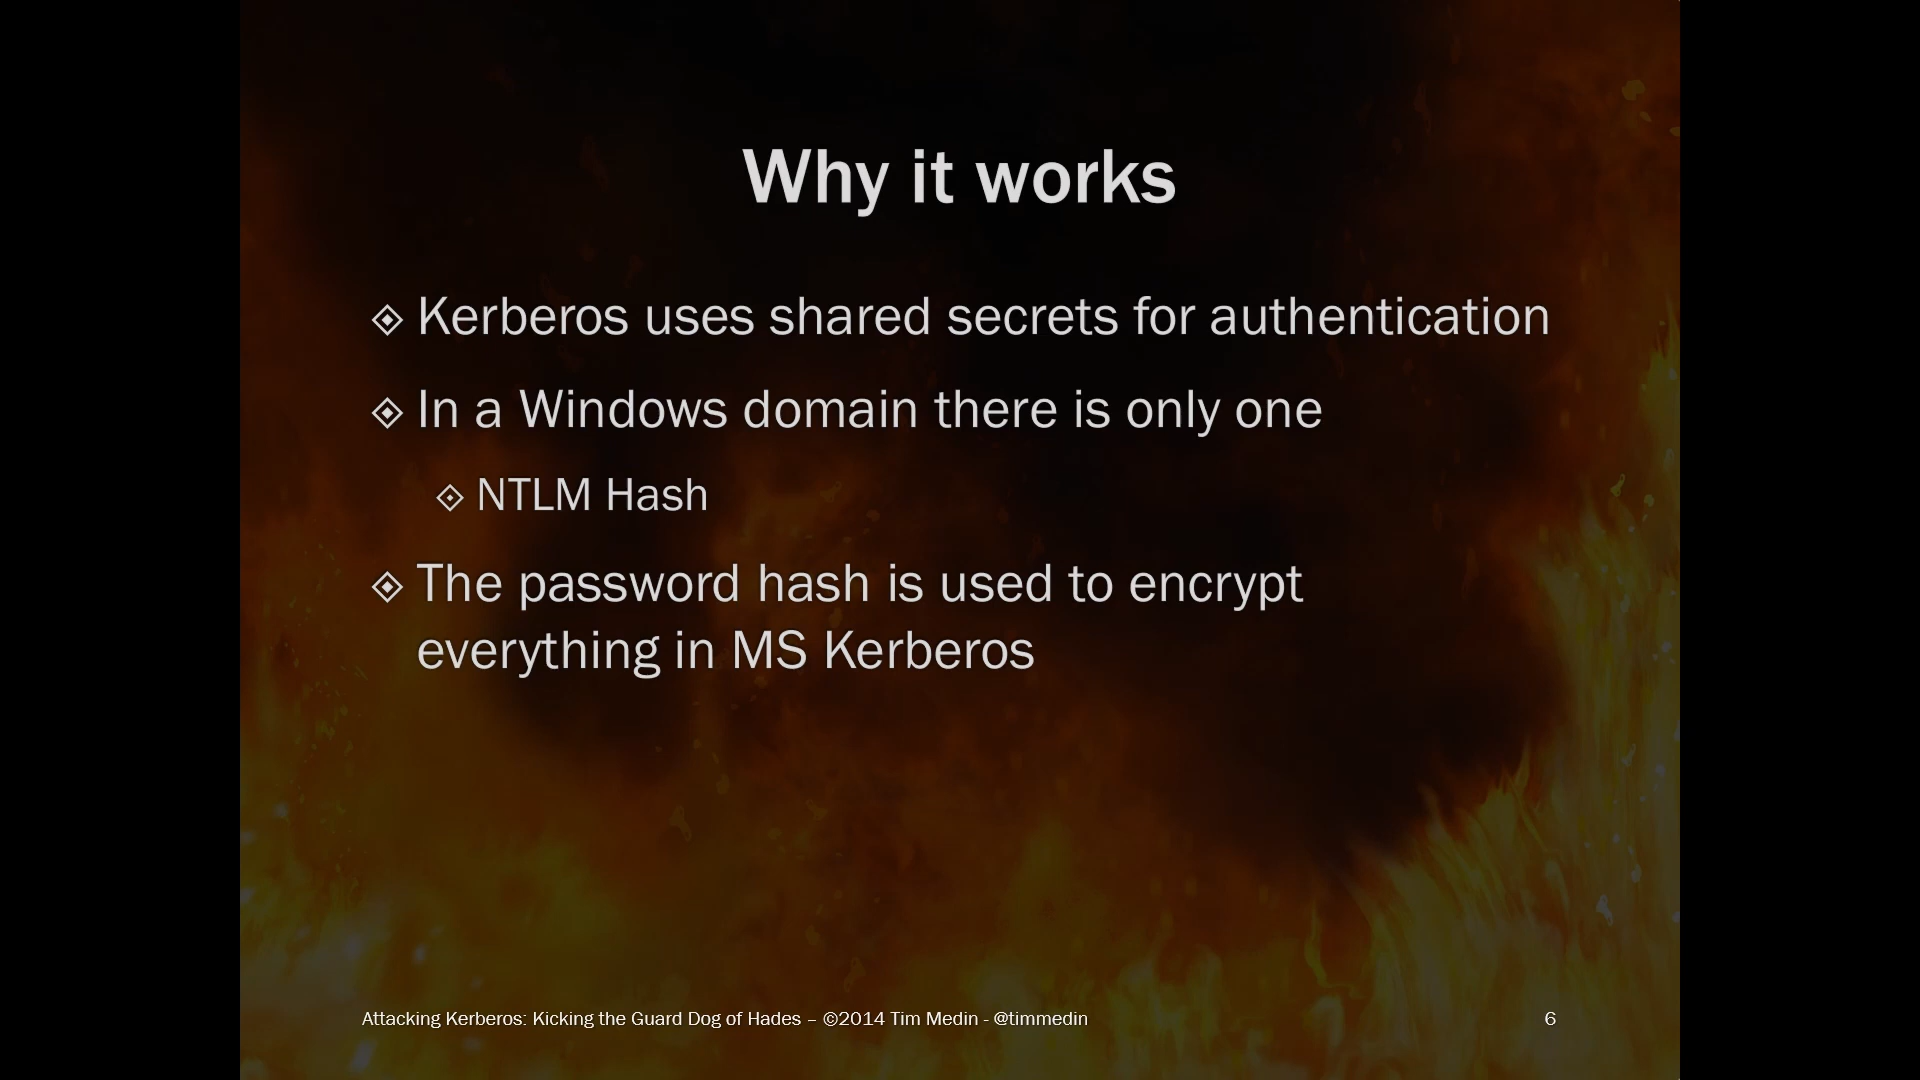 Why it works
Kerberos uses shared secrets for authentication
In a Windows domain there is only one
NTLM Hash
The password hash is used to encrypt
everything in MS Kerberos
Attacking Kerberos: Kicking the Guard Dog of Hades – ©2014 Tim Medin - @timmedin
6